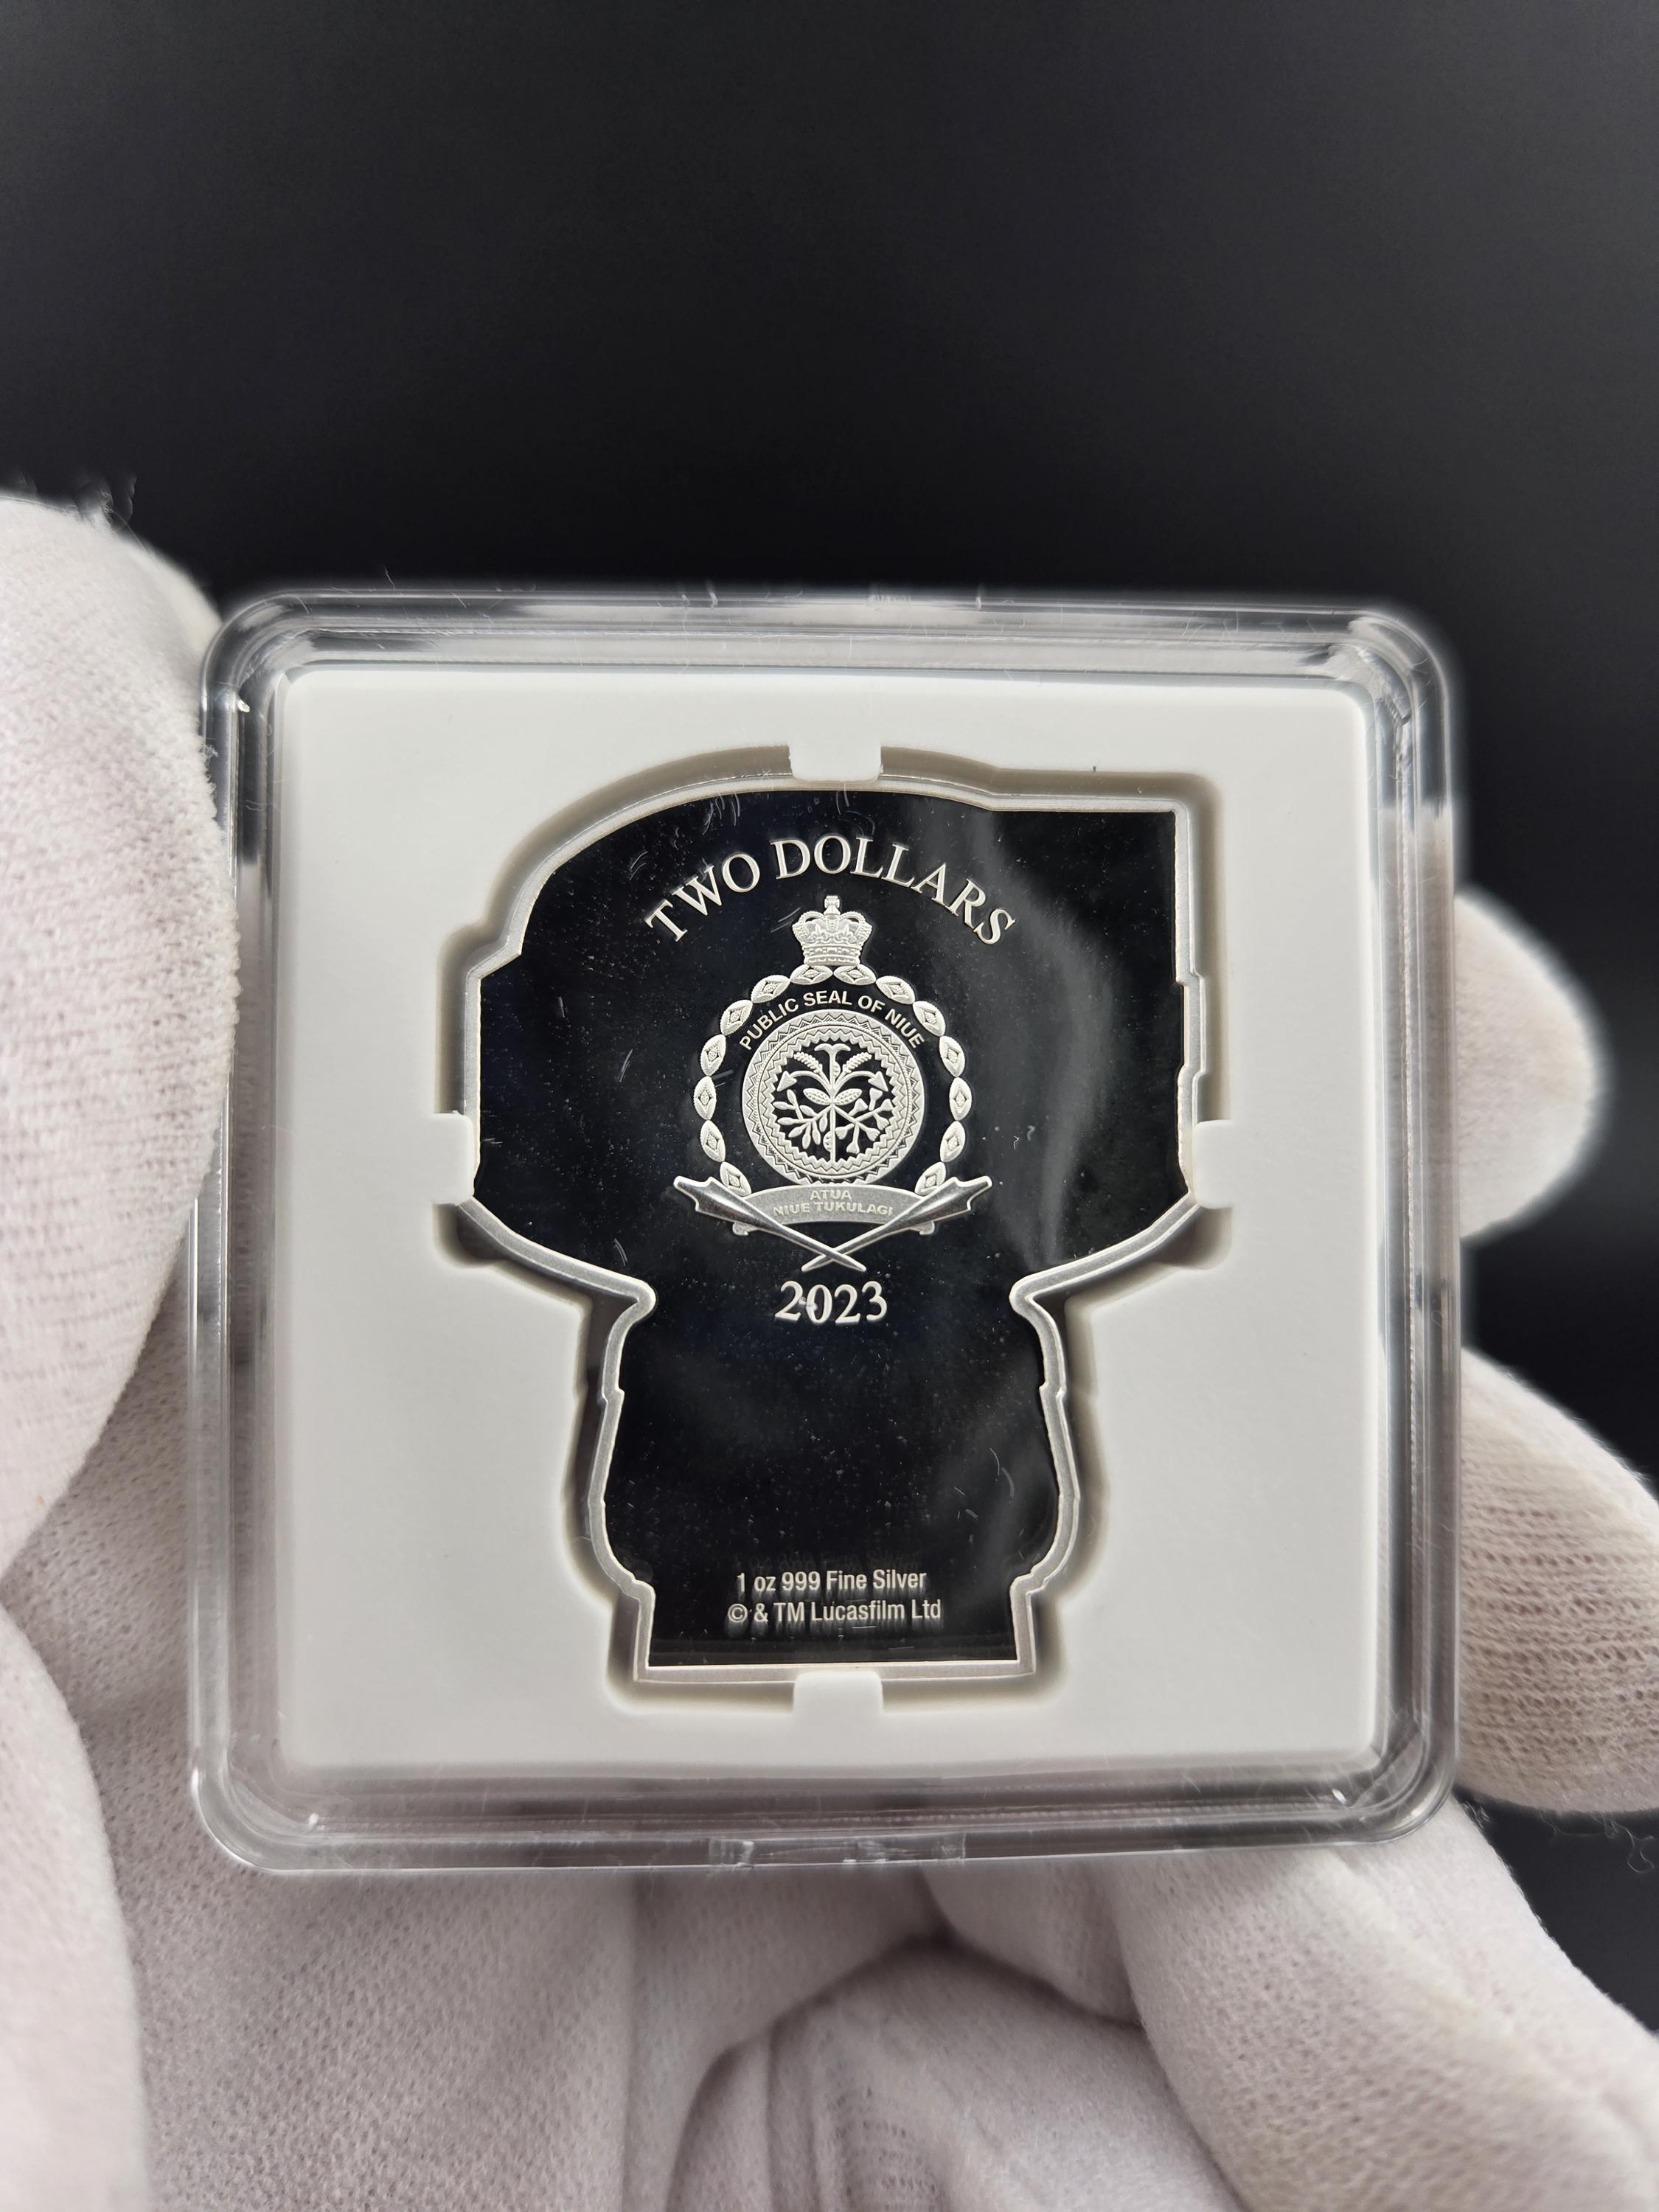 TWO DOLLARS
PUBLIC SEAL OF NIUE
ATUA
NIUE TUKULAGI
2023
1 oz 999 Fine Silver
© & TM Lucasfilm Ltd